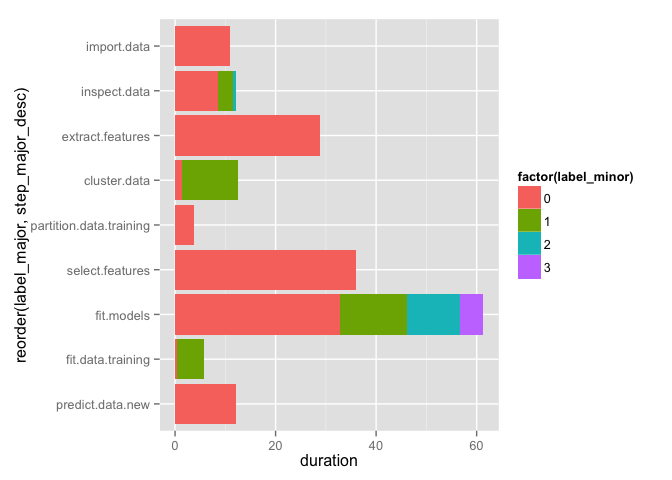 reorder(label_major, step_major_desc)
import.data
inspect.data
extract.features
cluster.data
partition.data.training
select.features
fit.models
fit.data.training
predict.data.new
0 20 40 60
duration
factor(label_minor)
0
1
2
3